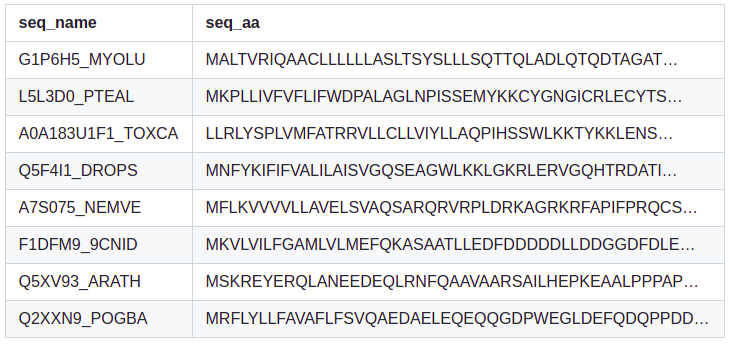 seq_name seq_aa
G1P6H5_MYOLU MALTVRIQAACLLLLLLASLTSYSLLLSQTTQLADLQTQDTAGAT…
L5L3D0_PTEAL MKPLLIVFVFLIFWDPALAGLNPISSEMYKKCYGNGICRLECYTS…
A0A183U1F1_TOXCA LLRLYSPLVMFATRRVLLCLLVIYLLAQPIHSSWLKKTYKKLENS…
Q5F4I1_DROPS MNFYKIFIFVALILAISVGQSEAGWLKKLGKRLERVGQHTRDATI…
A7S075_NEMVE MFLKVVVVLLAVELSVAQSARQRVRPLDRKAGRKRFAPIFPRQCS…
F1DFM9_9CNID MKVLVILFGAMLVLMEFQKASAATLLEDFDDDDDLLDDGGDFDLE…
Q5XV93_ARATH MSKREYERQLANEEDEQLRNFQAAVAARSAILHEPKEAALPPPAP…
Q2XXN9_POGBA MRFLYLLFAVAFLFSVQAEDAELEQEQQGDPWEGLDEFQDQPPDD…